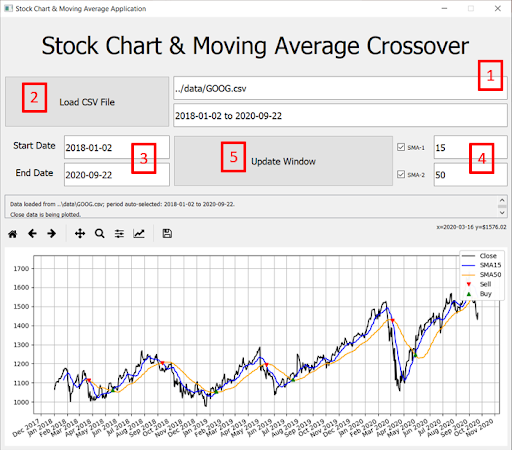 Stock Chart & Moving Average Application
Stock Chart & Moving Average Crossover
1
../data/GOOG.csv
2
Load CSV File
2018-01-02 to 2020-09-22
Start Date
2018-01-02
3
End Date
2020-09-22
5
Update Window
SMA-1
15
4
SMA-2
50
Data loaded from ..\data\GOOG.csv; period auto-selected: 2018-01-02 to 2020-09-22.
Close data is being plotted.
x=2020-03-16 y=$1576.02
Close
SMA15
SMA50
Sell
Buy
1700
1600
1500
1400
1300
1200
1100
1000
Dec 2017
Jan 2018
Feb 2018
Mar 2018
Apr 2018
May 2018
Jun 2018
Jul 2018
Aug 2018
Sep 2018
Oct 2018
Nov 2018
Dec 2018
Jan 2019
Feb 2019
Mar 2019
Apr 2019
May 2019
Jun 2019
Jul 2019
Aug 2019
Sep 2019
Oct 2019
Nov 2019
Dec 2019
Jan 2020
Feb 2020
Mar 2020
Apr 2020
May 2020
Jun 2020
Jul 2020
Aug 2020
Sep 2020
Oct 2020
Nov 2020